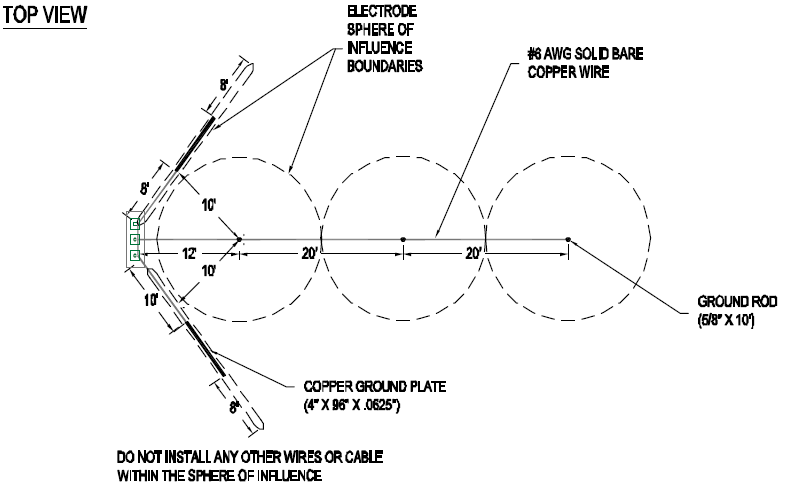 TOP VIEW
ELECTRODE
SPHERE OF
INFLUENCE
BOUNDARIES
#6 AWG SOLID BARE
COPPER WIRE
8'
8'
10'
12'
20'
20'
10'
10'
GROUND ROD
(5/8" X 10')
COPPER GROUND PLATE
(4" X 96" X .0625")
8"
DO NOT INSTALL ANY OTHER WIRES OR CABLE
WITHIN THE SPHERE OF INFLUENCE